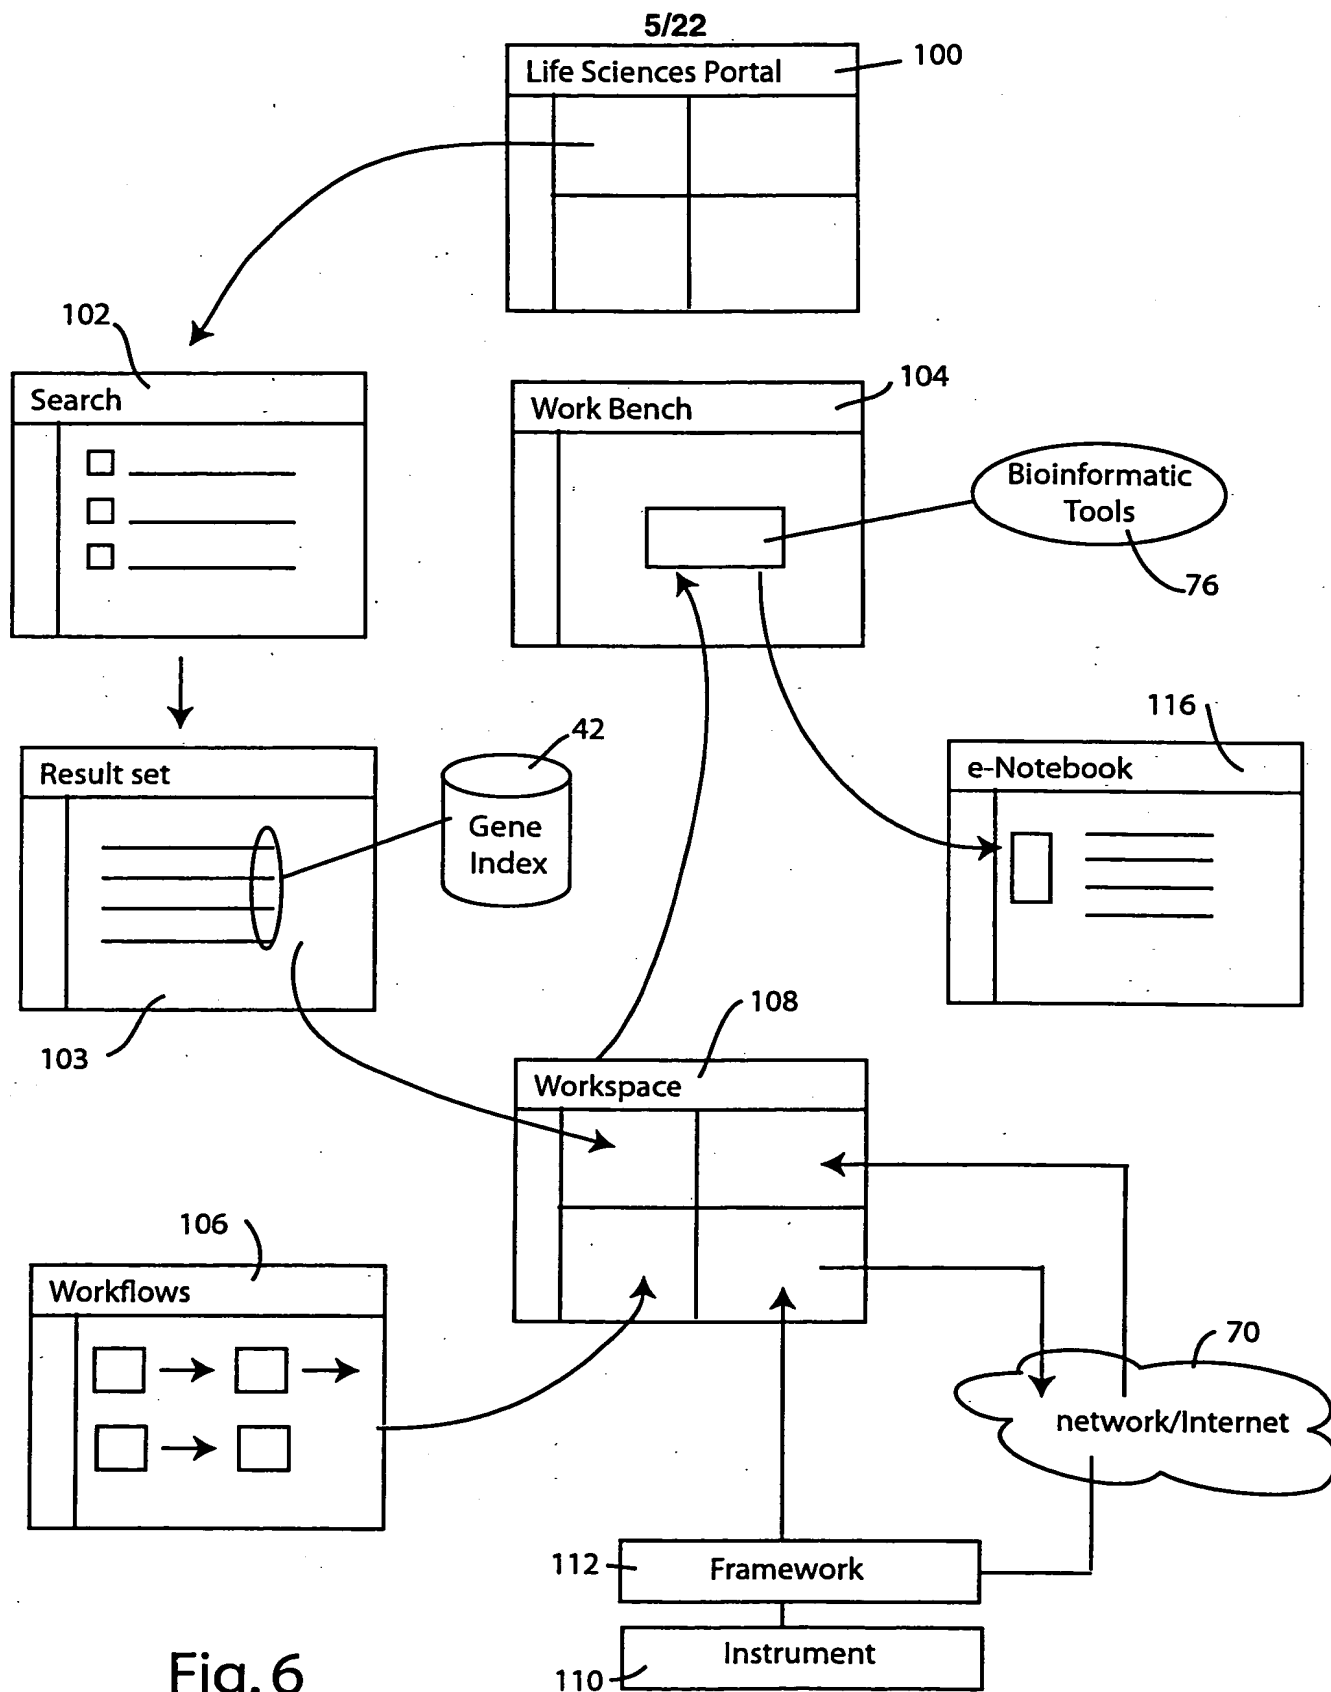 5/22
Life Sciences Portal
100
102
Search
Work Bench
104
Bioinformatic
Tools
76
Result set
42
Gene
Index
103
116
e-Notebook
108
Workspace
106
Workflows
70
network/Internet
112
Framework
Instrument
110
Fig. 6